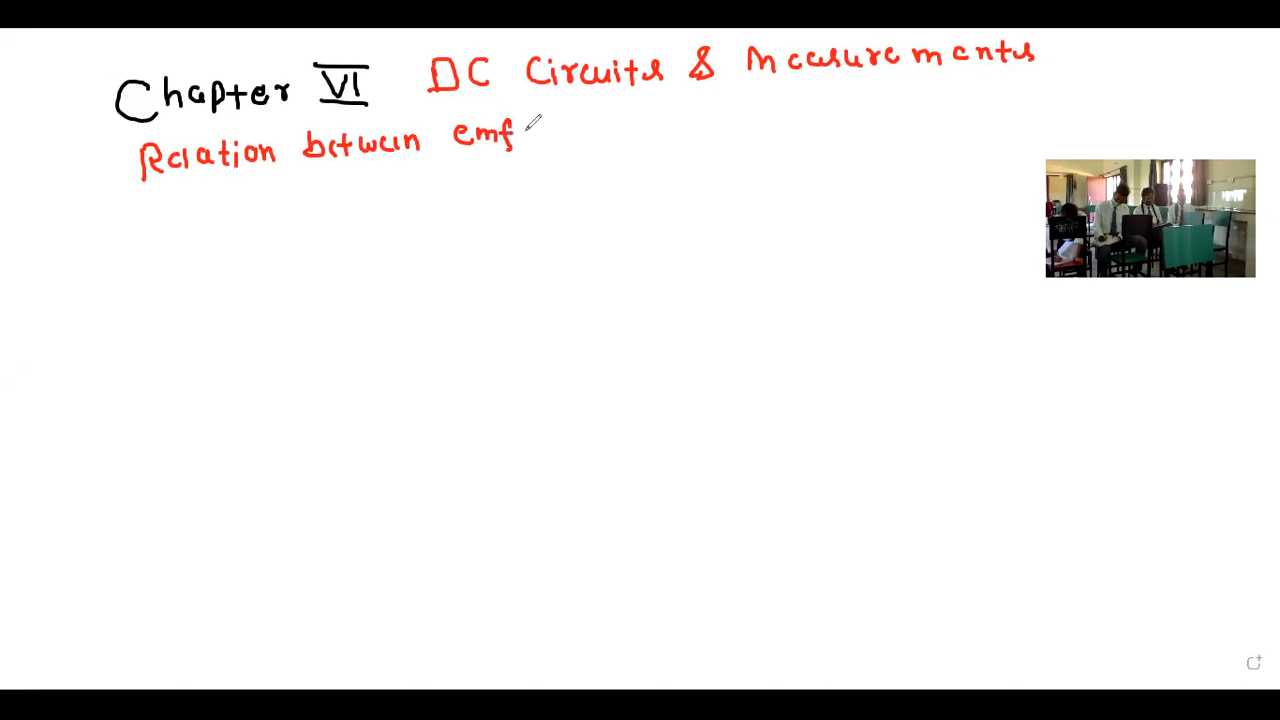 Chapter VI DC Circuits & Measurements
Relation between emf